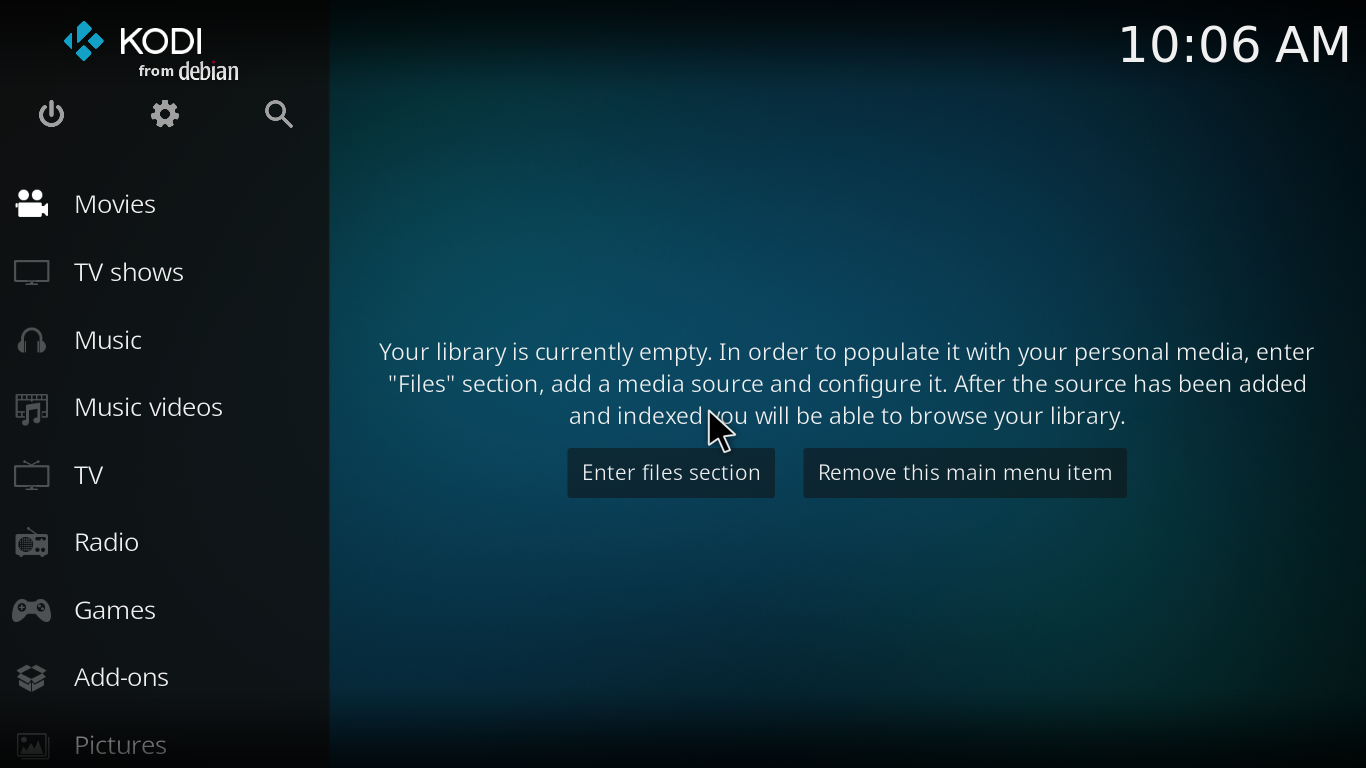 KODI
from debian
10:06 AM
Movies
TV shows
Music
Music videos
TV
Radio
Games
Add-ons
Pictures
Your library is currently empty. In order to populate it with your personal media, enter
"Files" section, add a media source and configure it. After the source has been added
and indexed you will be able to browse your library.
Enter files section
Remove this main menu item